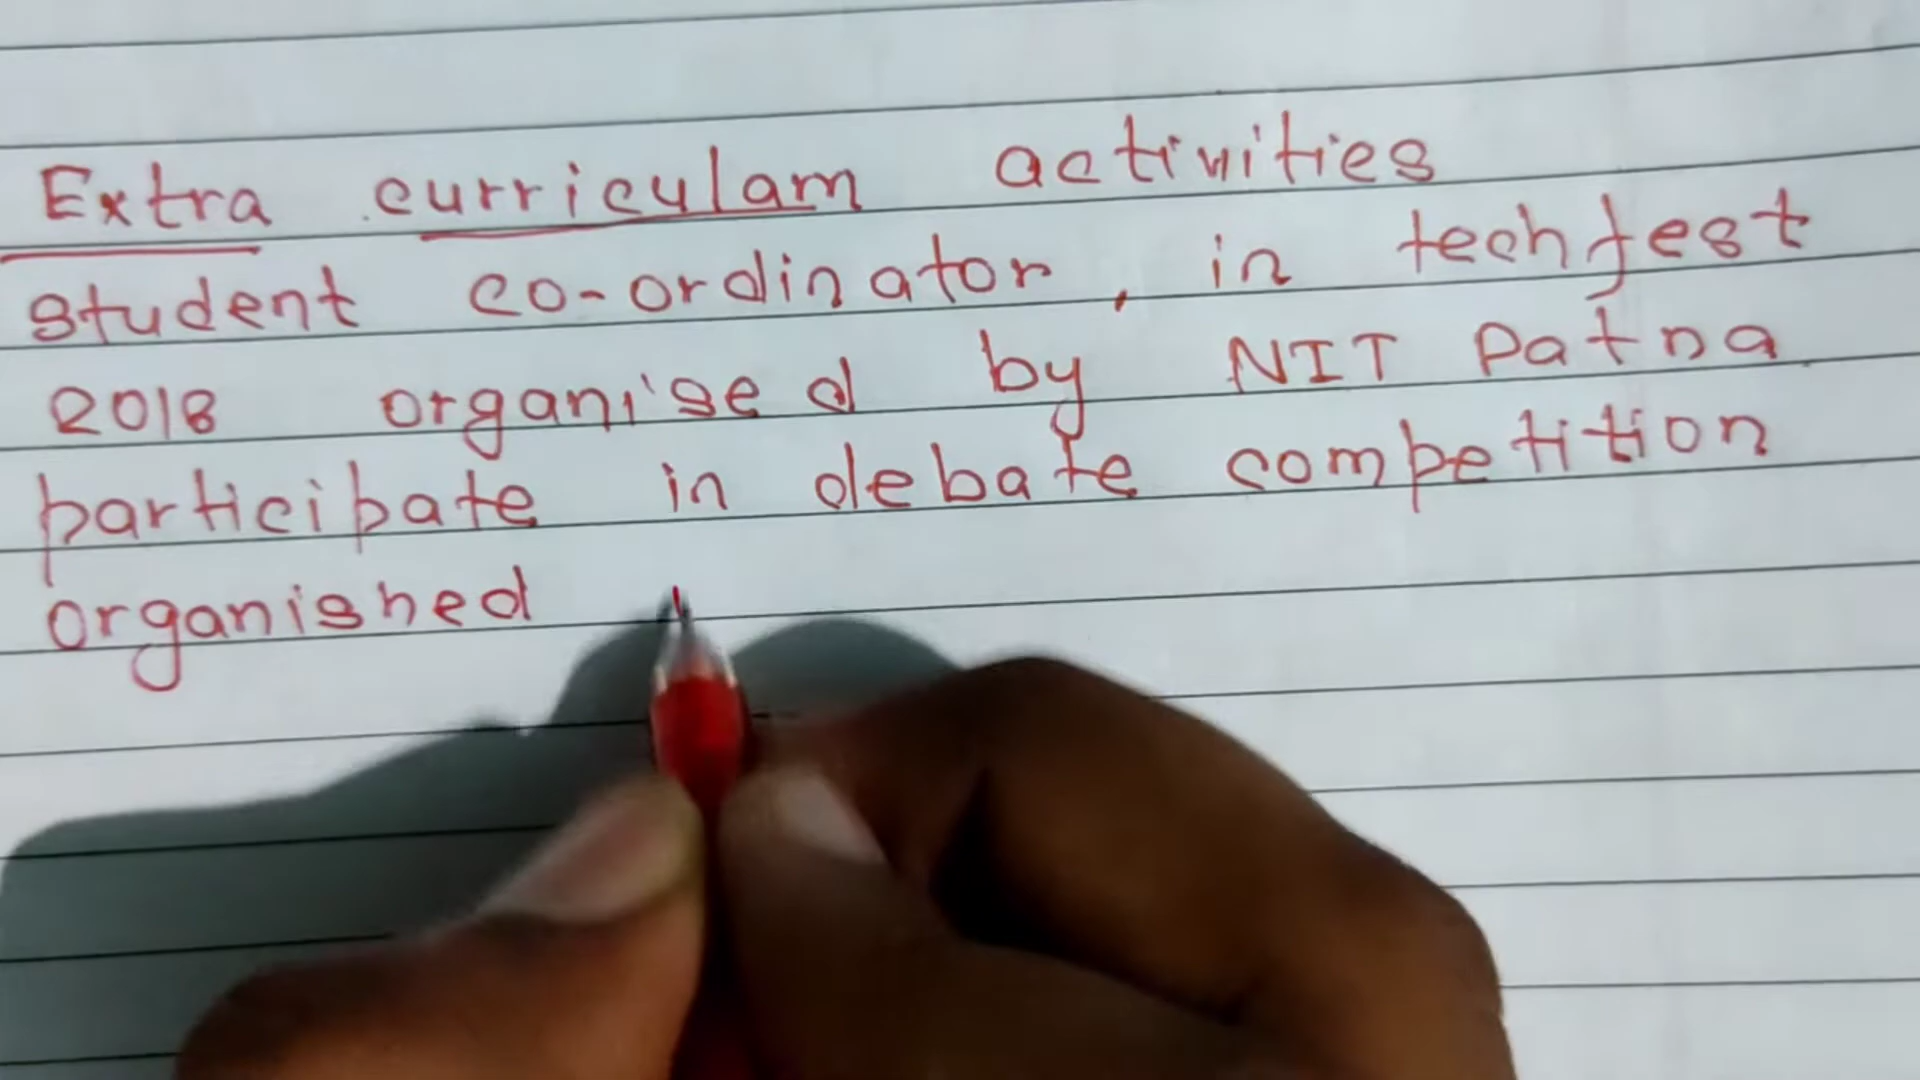 Extra curriculam activities
student co-ordinator, in techfest
2018 organised by NIT Patna
participate in debate competition
organished